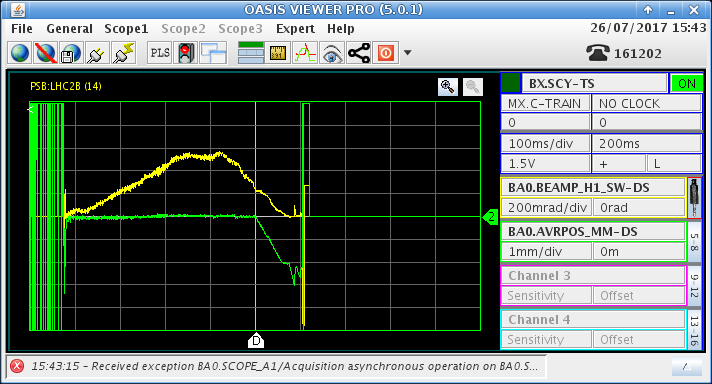 OASIS VIEWER PRO (5.0.1)
File General Scope1 Scope2 Scope3 Expert Help
26/07/2017 15:43
PLS
161202
PSB:LHC2B (14)
2
D
BX.SCY-TS ON
MX.C-TRAIN NO CLOCK
0 0
100ms/div 200ms
1.5V + L
BA0.BEAMP_H1_SW-DS
200mrad/div 0rad
BA0.AVRPOS_MM-DS
1mm/div 0m
5-8
Channel 3
Sensitivity Offset
9-12
Channel 4
Sensitivity Offset
13-16
15:43:15 - Received exception BA0.SCOPE_A1/Acquisition asynchronous operation on BA0.S...